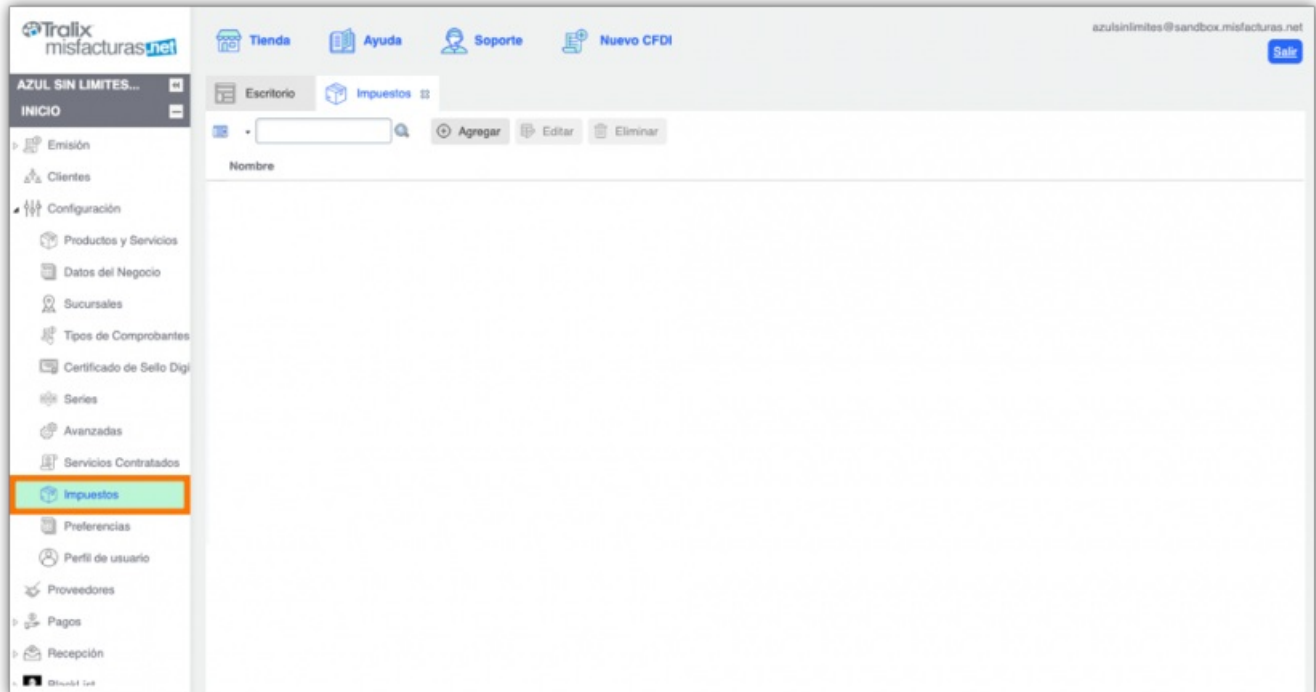 Tralix
misfacturas.net
Tienda
Ayuda
Soporte
Nuevo CFDI
azulsinlimites@sandbox.misfacturas.net
Salir
AZUL SIN LIMITES...
INICIO
Escritorio
Impuestos
Agregar
Editar
Eliminar
Nombre
Emisión
Clientes
Configuración
Productos y Servicios
Datos del Negocio
Sucursales
Tipos de Comprobantes
Certificado de Sello Digi
Series
Avanzadas
Servicios Contratados
Impuestos
Preferencias
Perfil de usuario
Proveedores
Pagos
Recepción
BlackList